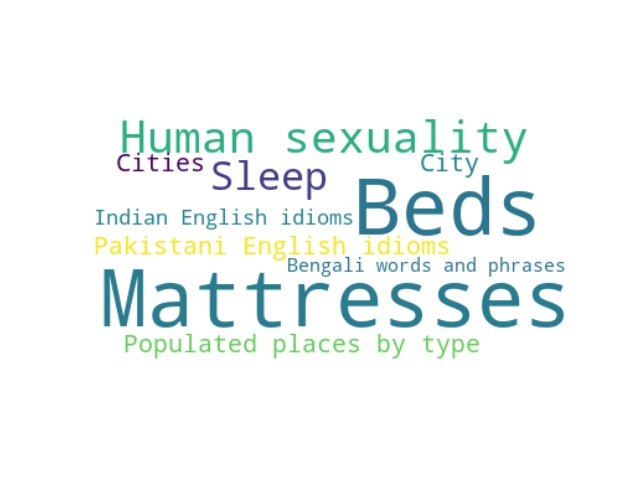 Human sexuality
Cities
Sleep
City
Beds
Indian English idioms
Pakistani English idioms
Bengali words and phrases
Mattresses
Populated places by type